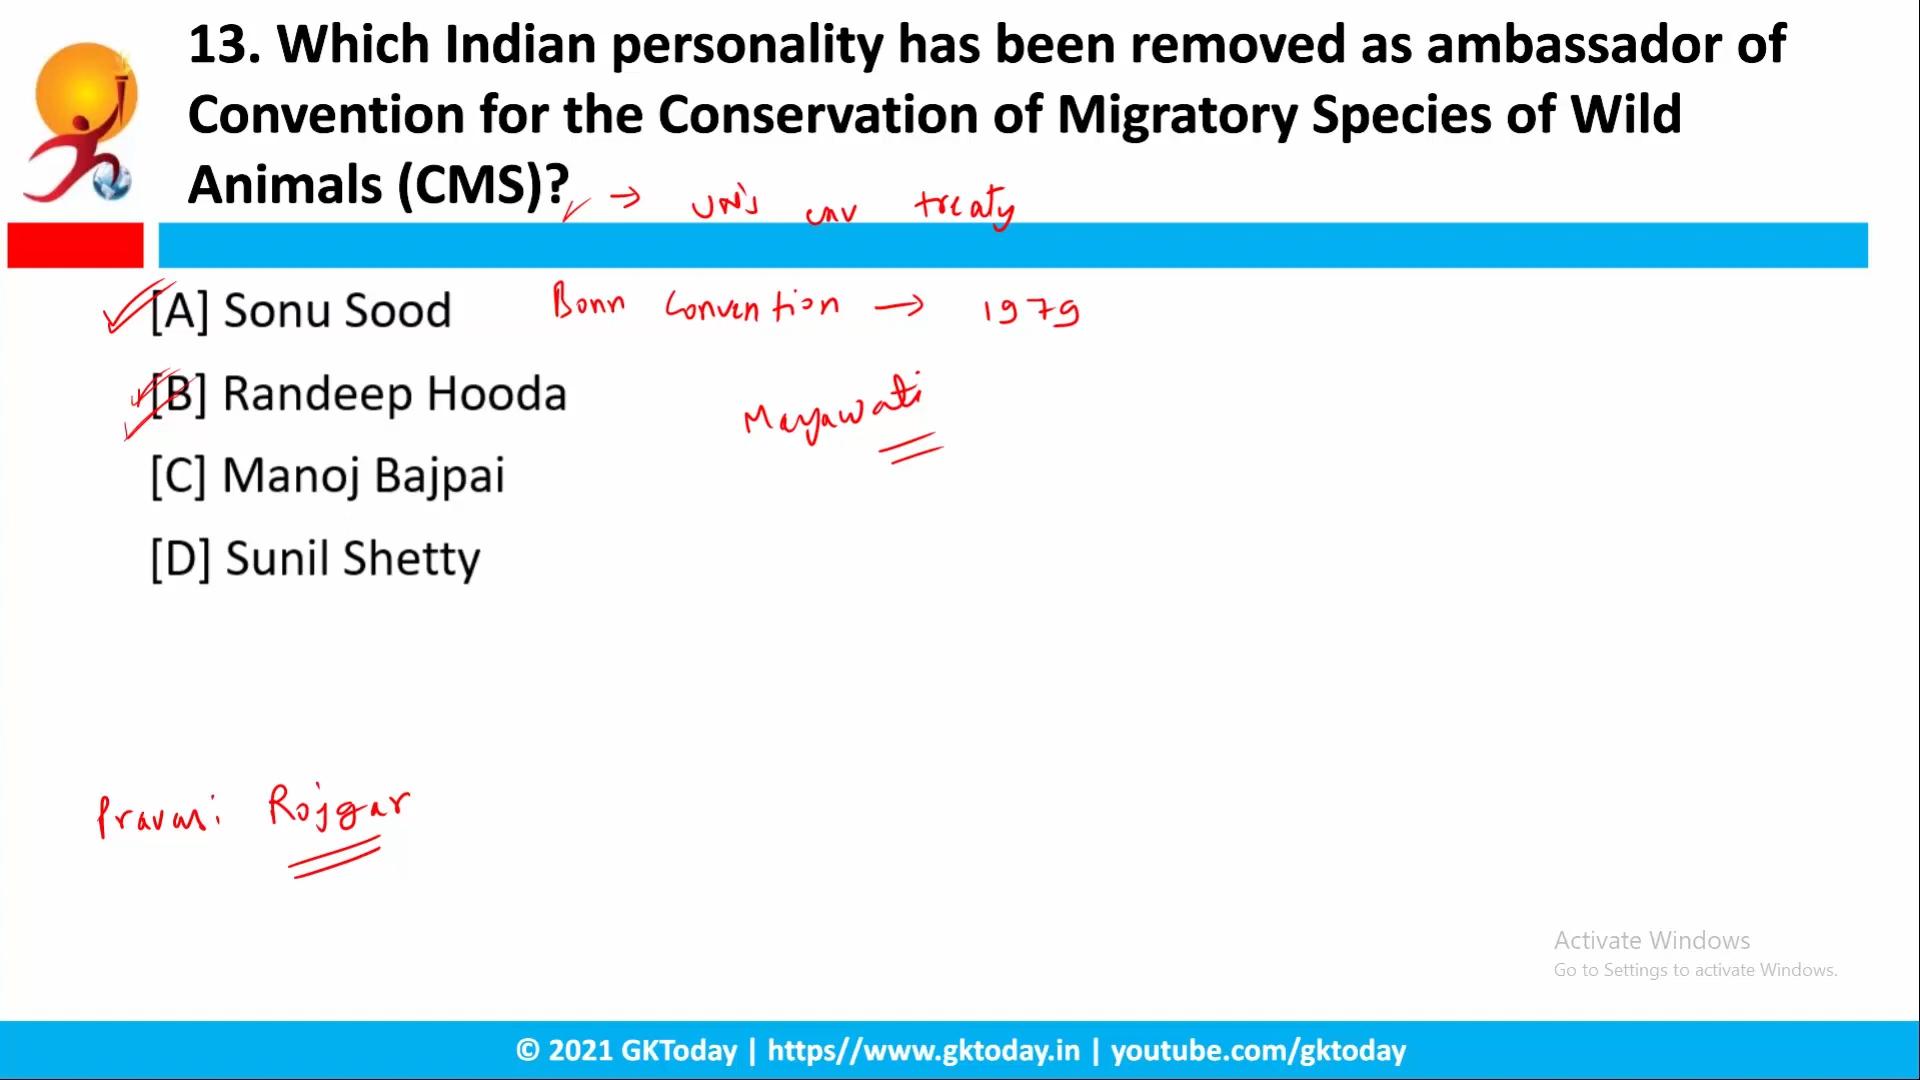 13. Which Indian personality has been removed as ambassador of
Convention for the Conservation of Migratory Species of Wild
Animals (CMS)?
→ UN's env treaty
[A] Sonu Sood
Bonn Convention → 1979
[B] Randeep Hooda
Mayawati
[C] Manoj Bajpai
[D] Sunil Shetty
Pravasi Rojgar
Activate Windows
Go to Settings to activate Windows.
© 2021 GKToday | https//www.gktoday.in | youtube.com/gktoday